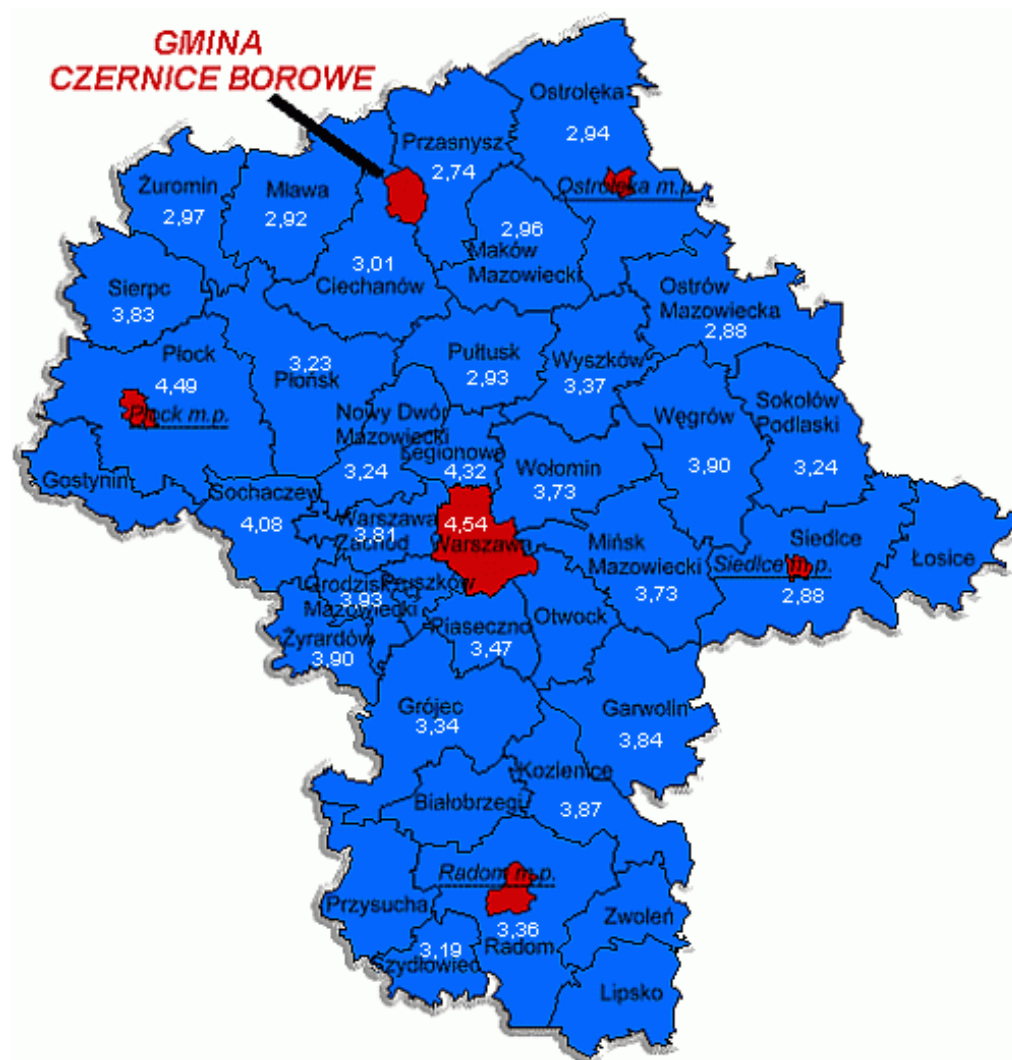 GMINA
CZERNICE BOROWE
Ostrołęka
2,94
Przasnysz
2,74
Ostrołęka m.p.
Żuromin
2,97
Mława
2,92
2,96
Maków
Mazowiecki
3,01
Ciechanów
Sierpc
3,83
Ostrów
Mazowiecka
2,88
Płock
4,49
Płock m.p.
3,23
Płońsk
Pułtusk
2,93
Wyszków
3,37
Węgrów
3,90
Sokołów
Podlaski
3,24
Nowy Dwór
Mazowiecki
3,24
Legionowo
4,32
Wołomin
3,73
Gostynin
Sochaczew
4,08
Warszawa
3,81
Zachód
4,54
Warszawa
Mińsk
Mazowiecki
3,73
Siedlce
Siedlce m.p.
2,88
Łosice
Grodzisk
3,93
Mazowiecki
Pruszków
Otwock
Żyrardów
3,90
Piaseczno
3,47
Grójec
3,34
Garwolin
3,84
Kozienice
3,87
Białobrzegi
Radom m.p.
Przysucha
3,36
Radom
Zwoleń
3,19
Szydłowiec
Lipsko